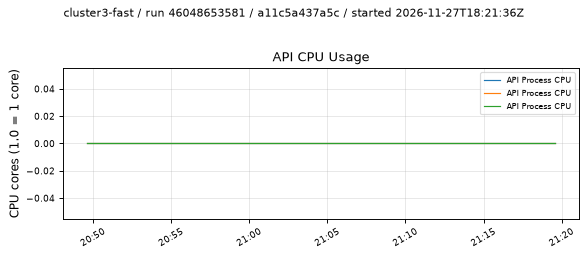 cluster3-fast / run 46048653581 / a11c5a437a5c / started 2026-11-27T18:21:36Z
API CPU Usage
CPU cores (1.0 = 1 core)
0.04
0.02
0.00
−0.02
−0.04
API Process CPU
API Process CPU
API Process CPU
20:50
20:55
21:00
21:05
21:10
21:15
21:20